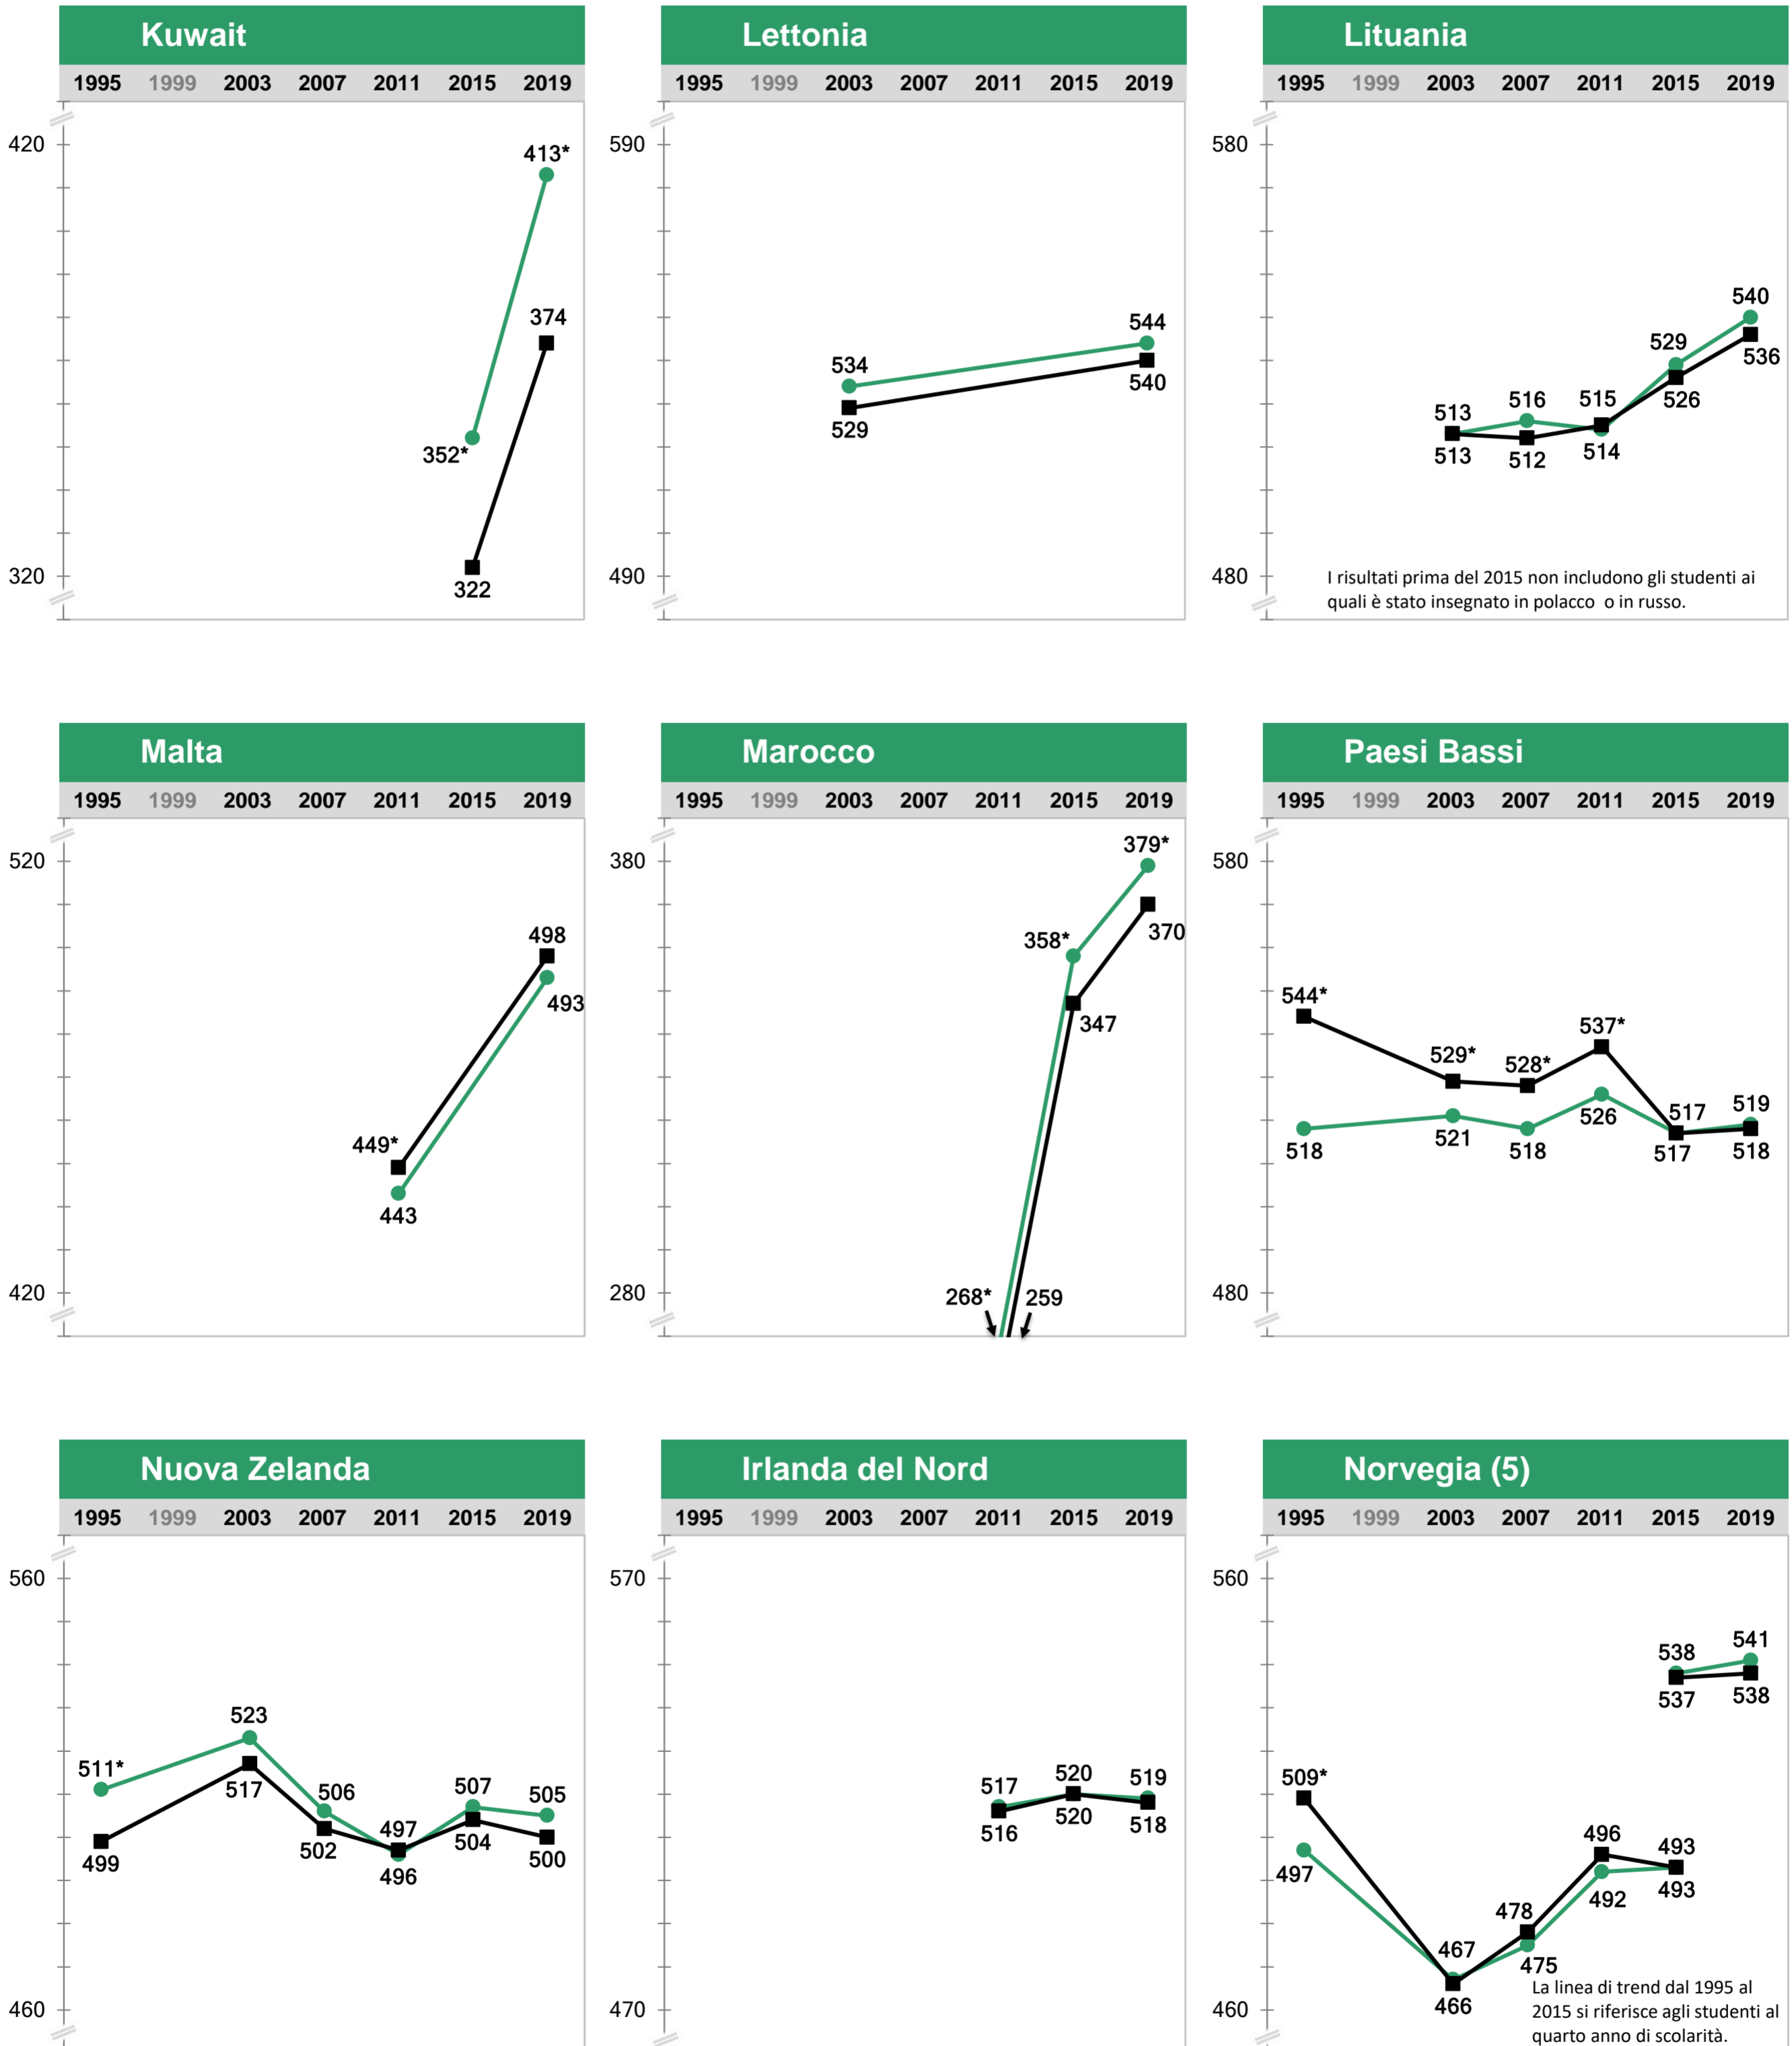 Kuwait
1995 1999 2003 2007 2011 2015 2019
420
413*
374
352*
320
322
Lettonia
1995 1999 2003 2007 2011 2015 2019
590
544
534
540
529
490
Lituania
1995 1999 2003 2007 2011 2015 2019
580
540
529
536
513 516 515 526
513 512 514
480
I risultati prima del 2015 non includono gli studenti ai
quali è stato insegnato in polacco o in russo.
Malta
1995 1999 2003 2007 2011 2015 2019
520
498
493
449*
443
420
Marocco
1995 1999 2003 2007 2011 2015 2019
380
379*
358* 370
347
280
268* 259
Paesi Bassi
1995 1999 2003 2007 2011 2015 2019
580
544*
529* 528* 537*
517 519
518 521 518 526 517 518
480
Nuova Zelanda
1995 1999 2003 2007 2011 2015 2019
560
523
511*
517 506 497 507 505
499 502 496 504 500
460
Irlanda del Nord
1995 1999 2003 2007 2011 2015 2019
570
517 520 519
516 520 518
470
Norvegia (5)
1995 1999 2003 2007 2011 2015 2019
560
538 541
537 538
509*
497 496 493
478 492 493
467 475
466
460
La linea di trend dal 1995 al
2015 si riferisce agli studenti al
quarto anno di scolarità.